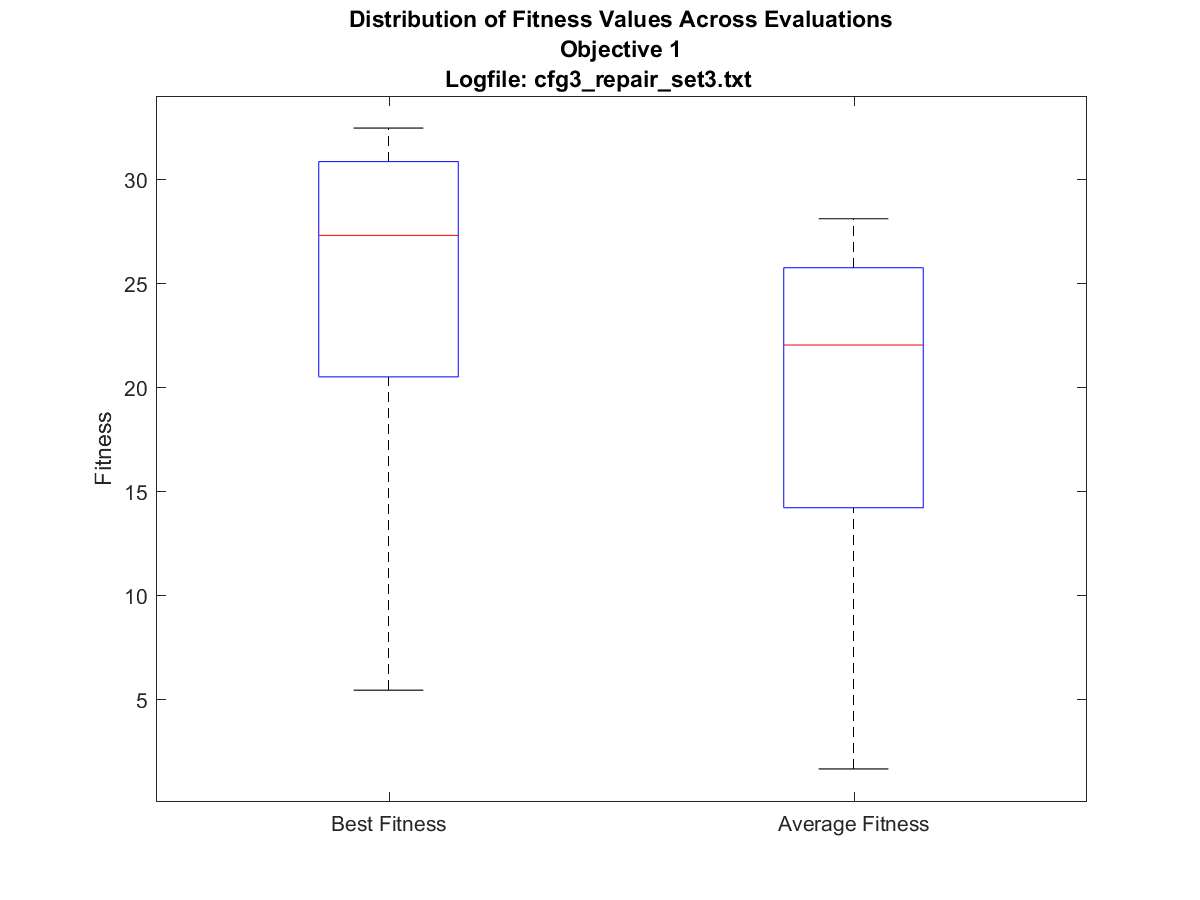 Distribution of Fitness Values Across Evaluations
Objective 1
Logfile: cfg3_repair_set3.txt
30
25
20
15
10
5
Fitness
Best Fitness
Average Fitness